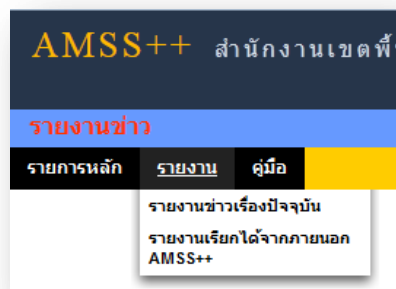 AMSS++ สำนักงานเขตพื้
รายงานข่าว
รายการหลัก รายงาน คู่มือ
รายงานข่าวเรื่องปัจจุบัน
รายงานเรียกได้จากภายนอก
AMSS++